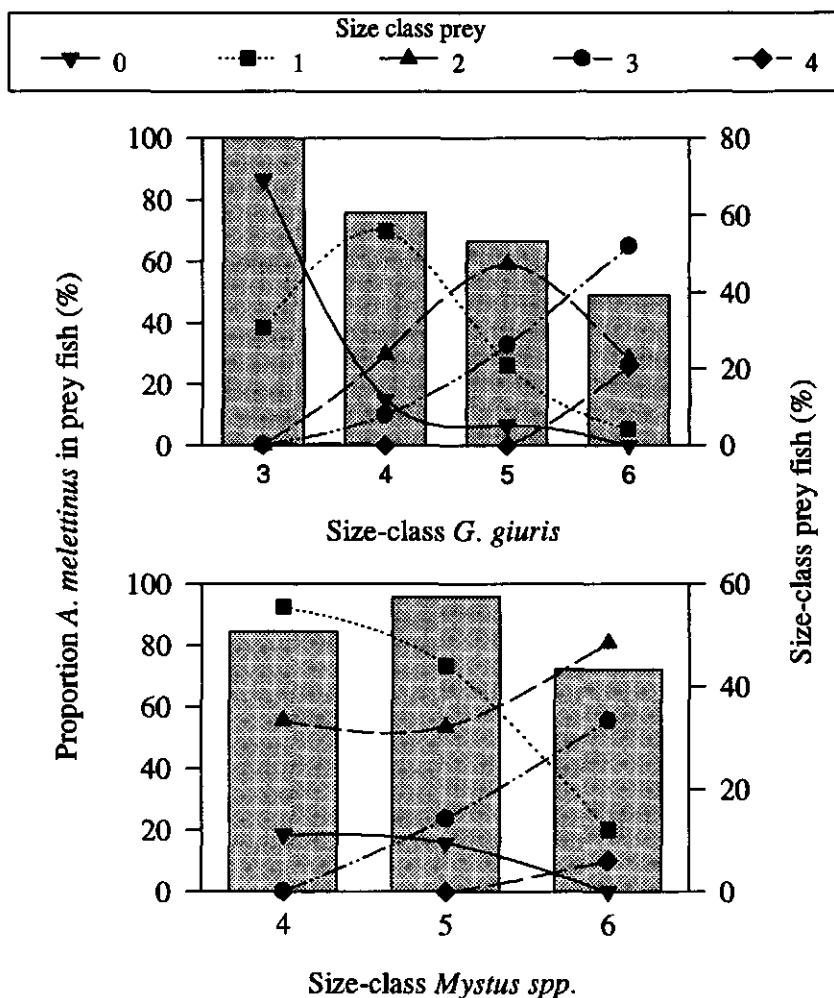 Size class prey
0 1 2 3 4
100
80
60
40
20
0
80
60
40
20
0
3 4 5 6
Size-class G. giuris
Proportion A. melettinus in prey fish (%)
Size-class prey fish (%)
100
80
60
40
20
0
60
40
20
0
4 5 6
Size-class Mystus spp.